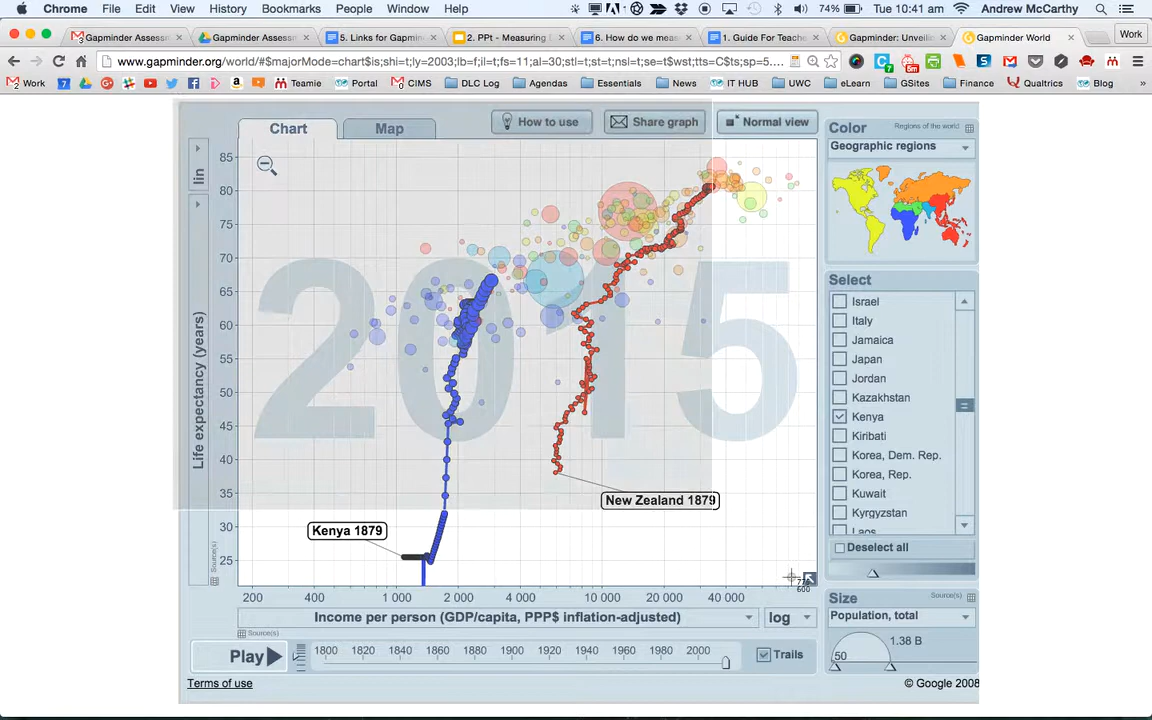 Chrome File Edit View History Bookmarks People Window Help 74% Tue 10:41 am Andrew McCarthy
Gapminder Assessmen Gapminder Assessm 5. Links for Gapmin 2. PPt - Measuring D 6. How do we meas 1. Guide For Teache Gapminder: Unveilin Gapminder World Work
www.gapminder.org/world/#$majorMode=chart$is;shi=t;ly=2003;lb=f;il=t;fs=11;al=30;stl=t;st=t;nsl=t;se=t$wst;tts=C$ts;sp=5....
Work Teamie Portal CIMS DLC Log Agendas Essentials News IT HUB UWC eLearn GSites Finance Qualtrics Blog »
Chart Map How to use Share graph Normal view
Color Regions of the world
Geographic regions
lin
Life expectancy (years)
85
80
75
70
65
60
55
50
45
40
35
30
25
2015
Kenya 1879
New Zealand 1879
776
600
200 400 1 000 2 000 4 000 10 000 20 000 40 000
Income per person (GDP/capita, PPP$ inflation-adjusted) log
Source(s)
Source(s)
Play 1800 1820 1840 1860 1880 1900 1920 1940 1960 1980 2000 Trails
Terms of use
Select
Israel
Italy
Jamaica
Japan
Jordan
Kazakhstan
Kenya
Kiribati
Korea, Dem. Rep.
Korea, Rep.
Kuwait
Kyrgyzstan
Laos
Deselect all
Size Source(s)
Population, total
1.38 B
50
© Google 2008